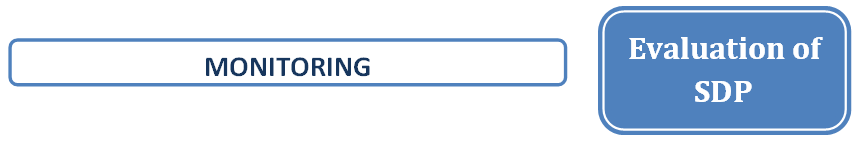 MONITORING
Evaluation of
SDP